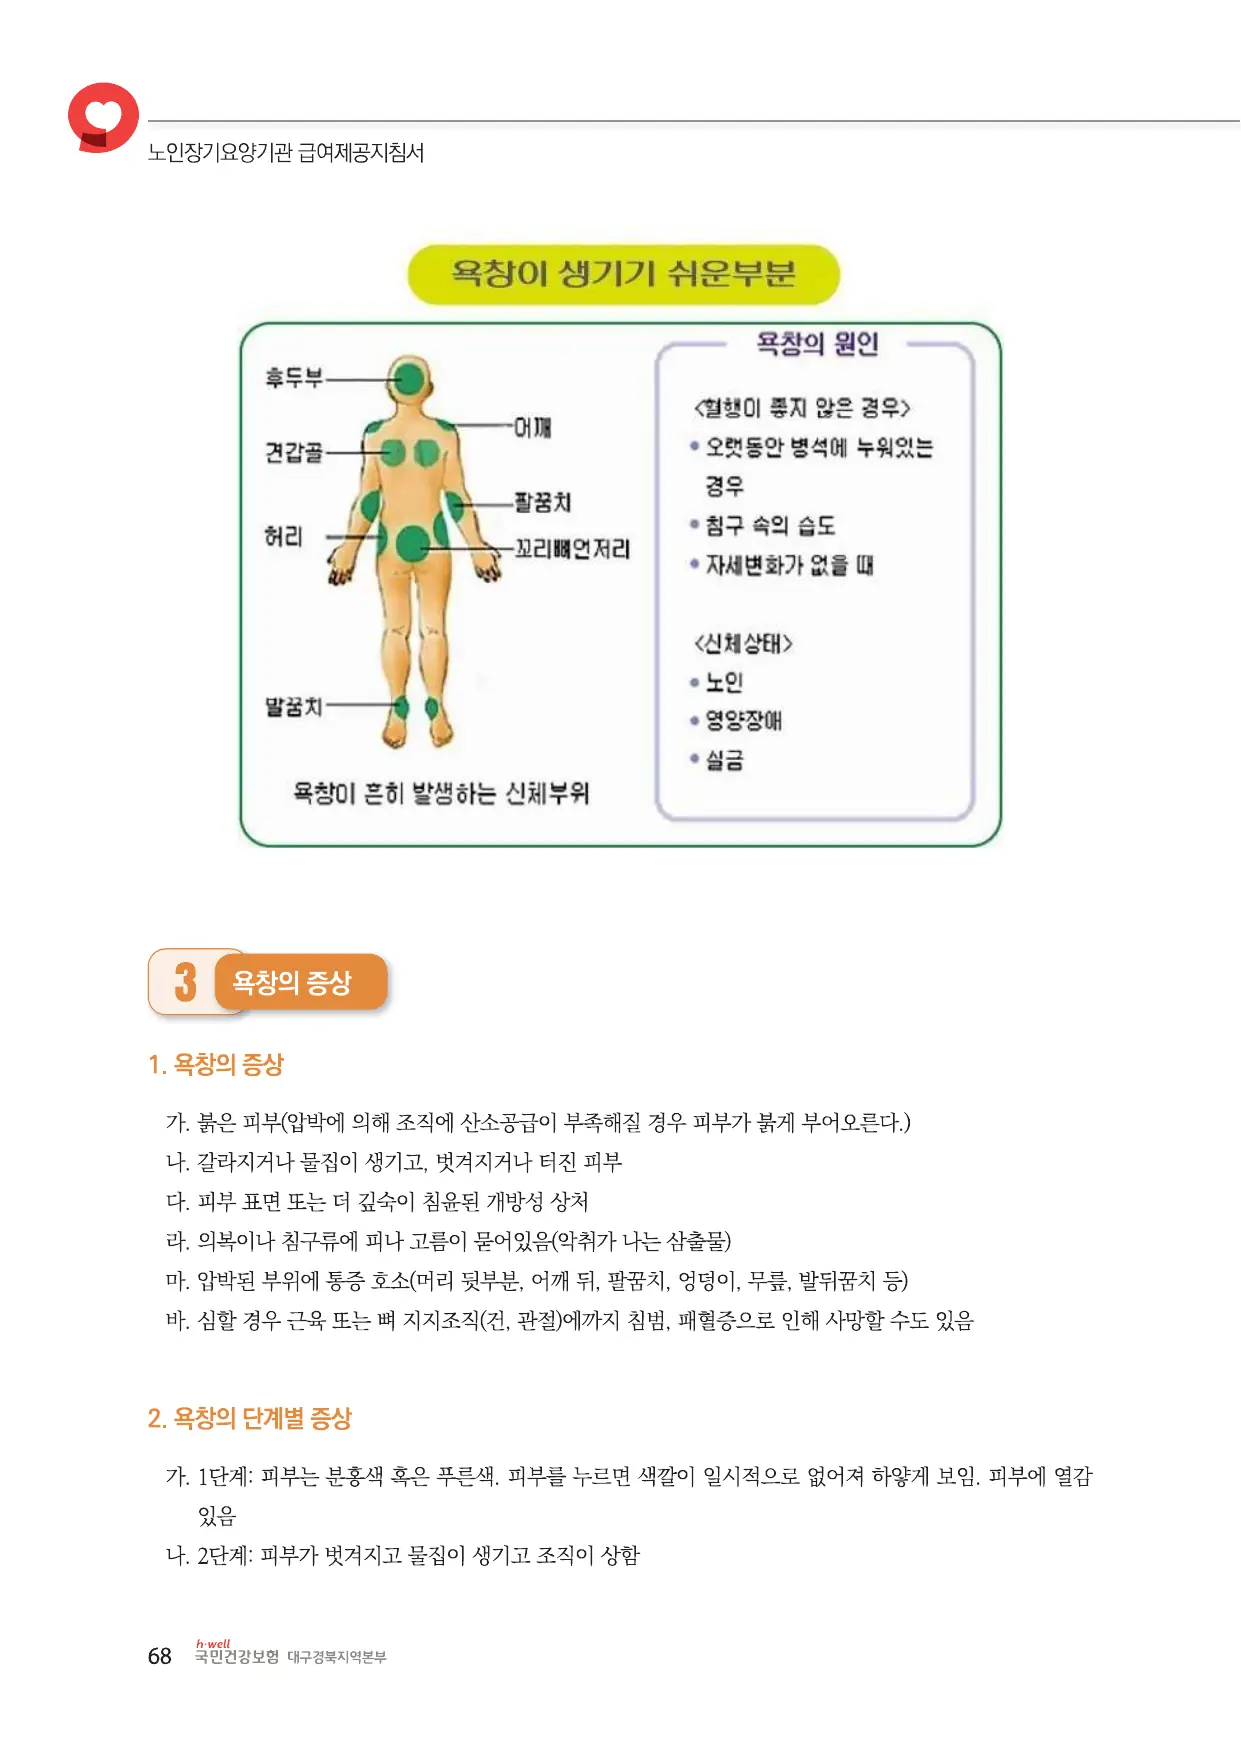 노인장기요양기관 급여제공지침서
욕창이 생기기 쉬운부분
후두부
어깨
견갑골
팔꿈치
허리
꼬리뼈언저리
발꿈치
욕창이 흔히 발생하는 신체부위
욕창의 원인
<혈행이 좋지 않은 경우>
• 오랫동안 병석에 누워있는
경우
• 침구 속의 습도
• 자세변화가 없을 때
<신체상태>
• 노인
• 영양장애
• 실금
3 욕창의 증상
1. 욕창의 증상
가. 붉은 피부(압박에 의해 조직에 산소공급이 부족해질 경우 피부가 붉게 부어오른다.)
나. 갈라지거나 물집이 생기고, 벗겨지거나 터진 피부
다. 피부 표면 또는 더 깊숙이 침윤된 개방성 상처
라. 의복이나 침구류에 피나 고름이 묻어있음(악취가 나는 삼출물)
마. 압박된 부위에 통증 호소(머리 뒷부분, 어깨 뒤, 팔꿈치, 엉덩이, 무릎, 발뒤꿈치 등)
바. 심할 경우 근육 또는 뼈 지지조직(건, 관절)에까지 침범, 패혈증으로 인해 사망할 수도 있음
2. 욕창의 단계별 증상
가. 1단계: 피부는 분홍색 혹은 푸른색. 피부를 누르면 색깔이 일시적으로 없어져 하얗게 보임. 피부에 열감
있음
나. 2단계: 피부가 벗겨지고 물집이 생기고 조직이 상함
68 h·well 국민건강보험 대구경북지역본부